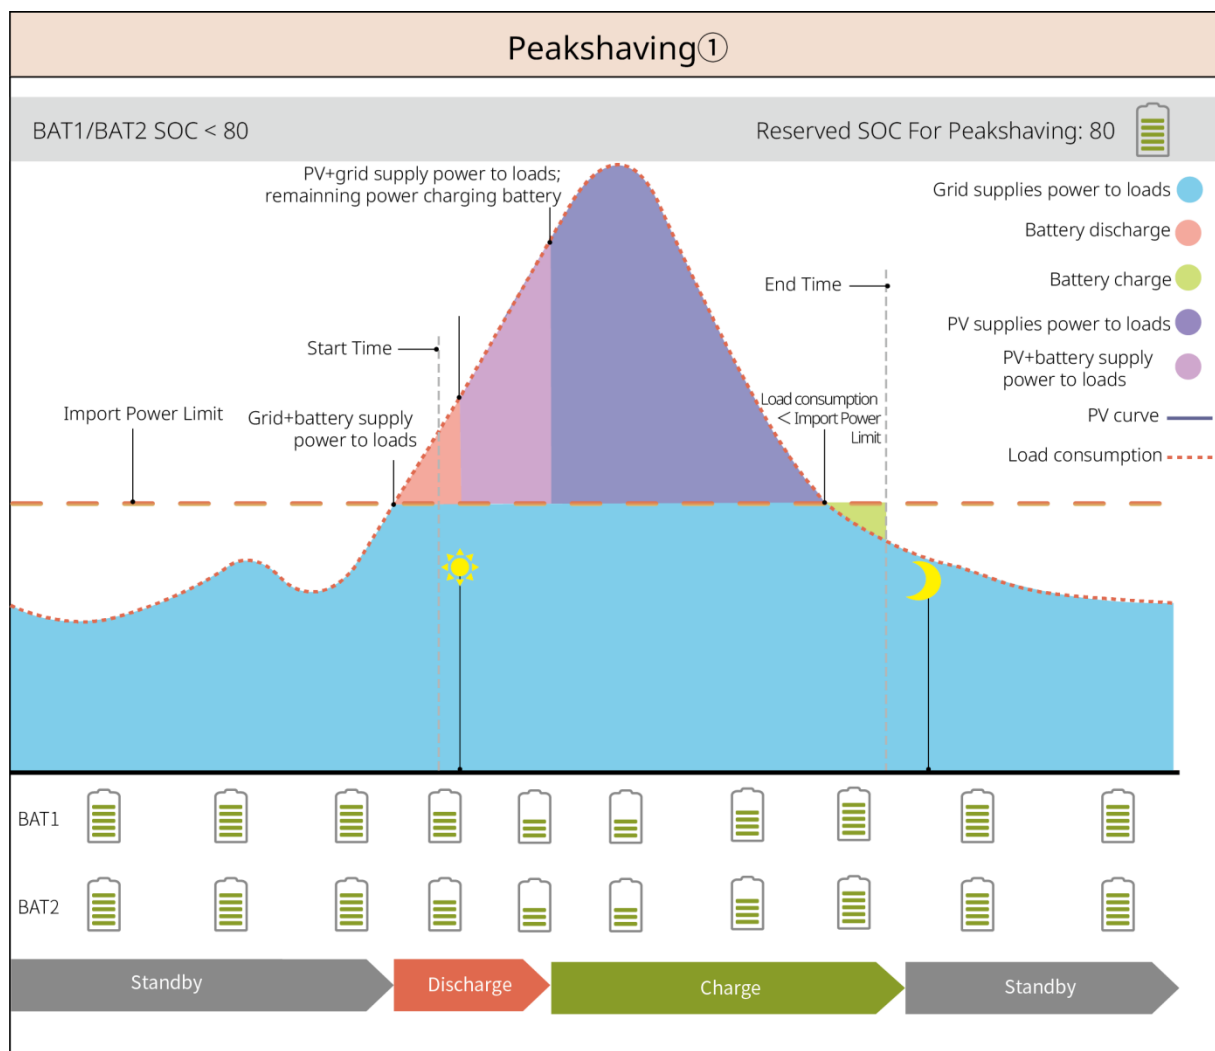 Peakshaving①
BAT1/BAT2 SOC < 80
Reserved SOC For Peakshaving: 80
PV+grid supply power to loads;
remainning power charging battery
Grid supplies power to loads
Battery discharge
Battery charge
PV supplies power to loads
PV+battery supply
power to loads
PV curve
Load consumption
End Time
Start Time
Import Power Limit
Grid+battery supply
power to loads
Load consumption
< Import Power
Limit
BAT1
BAT2
Standby
Discharge
Charge
Standby